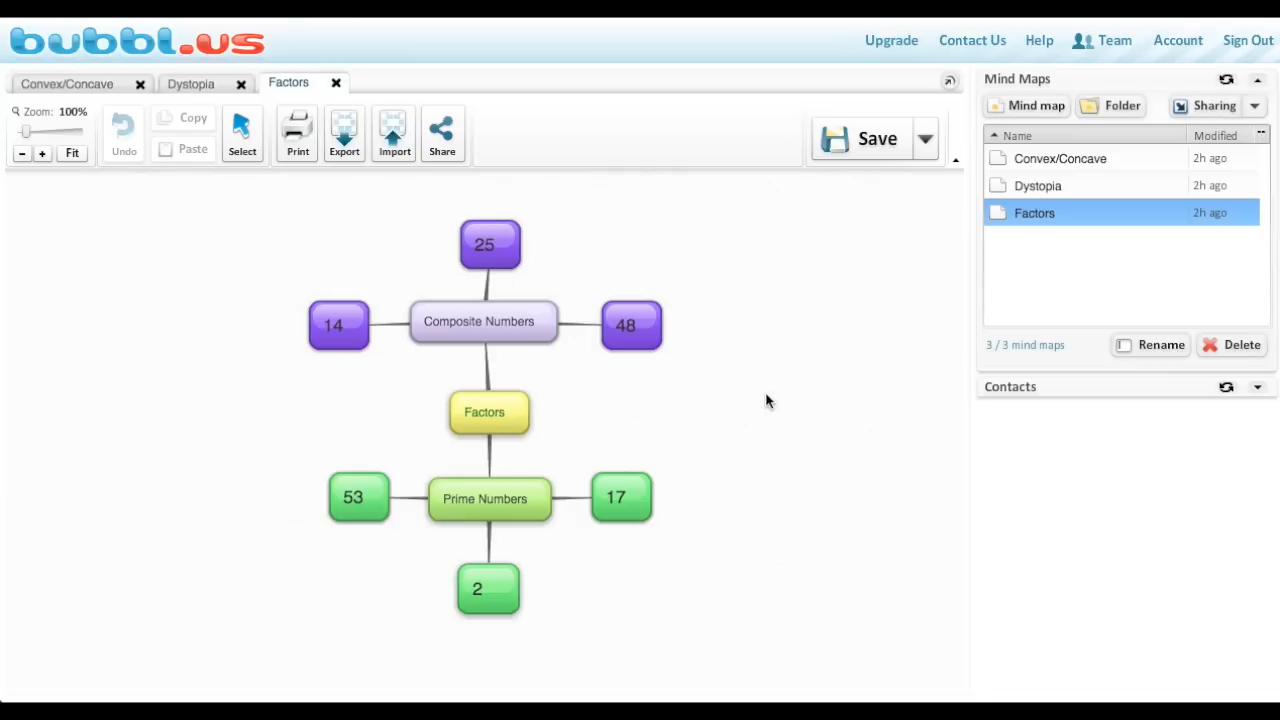 bubbl.us
Upgrade Contact Us Help Team Account Sign Out
Convex/Concave Dystopia Factors
Zoom: 100%
- + Fit
Undo
Copy
Paste
Select
Print
Export
Import
Share
Save
25
14 Composite Numbers 48
Factors
53 Prime Numbers 17
2
Mind Maps
Mind map Folder Sharing
Name Modified
Convex/Concave 2h ago
Dystopia 2h ago
Factors 2h ago
3 / 3 mind maps Rename Delete
Contacts